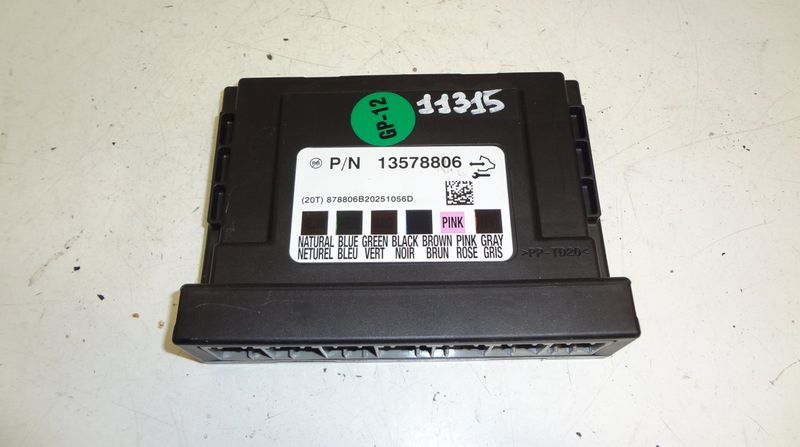 GP-12
11315
P/N 13578806
(20T) 878806B20251056D
PINK
NATURAL BLUE GREEN BLACK BROWN PINK GRAY
NETUREL BLEU VERT NOIR BRUN ROSE GRIS
>PP-TD20<